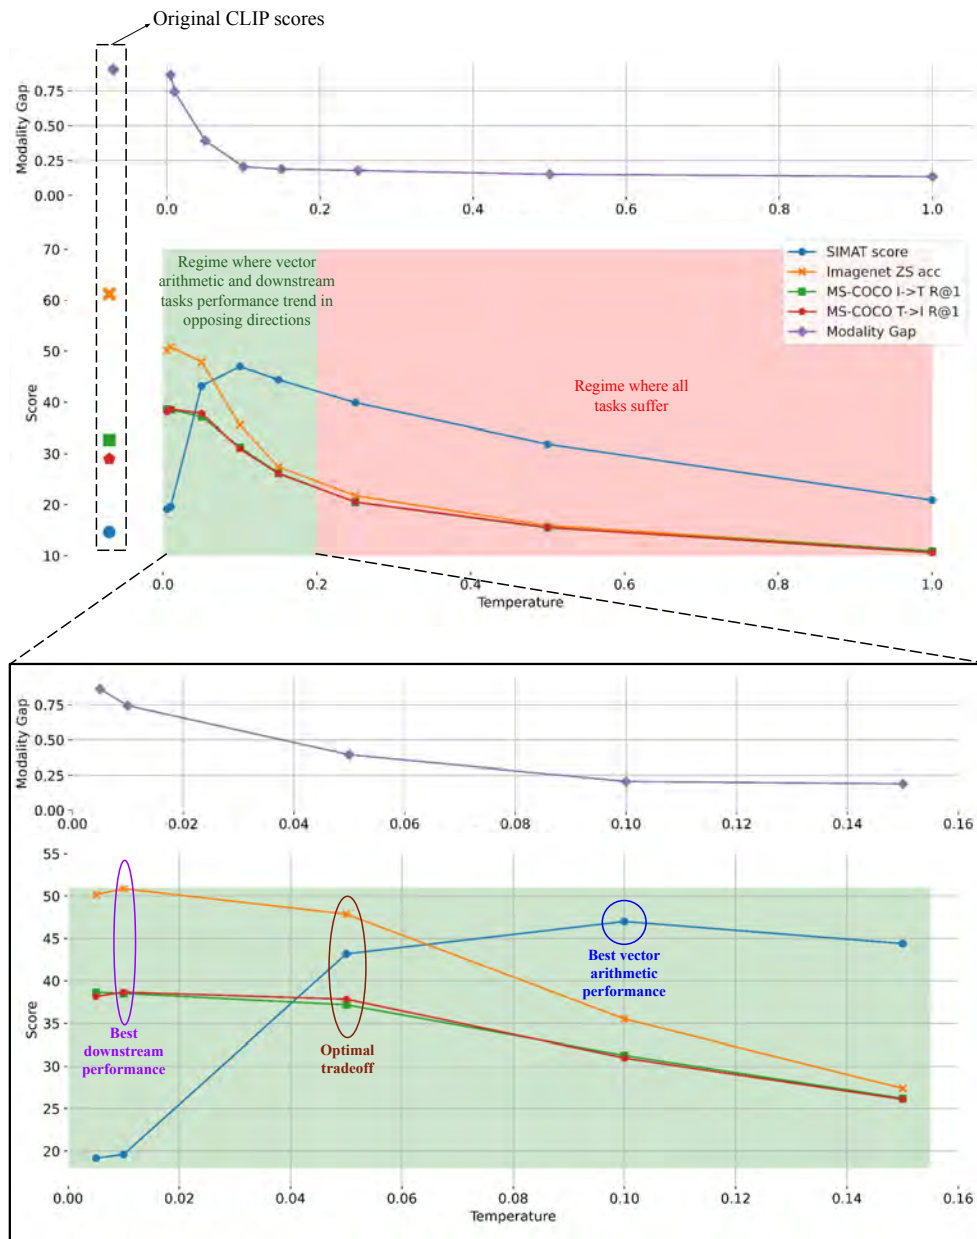 Original CLIP scores
Modality Gap
0.75
0.50
0.25
0.00
0.0
0.2
0.4
0.6
0.8
1.0
70
60
50
40
30
20
10
Score
Regime where vector
arithmetic and downstream
tasks performance trend in
opposing directions
SIMAT score
Imagenet ZS acc
MS-COCO I->T R@1
MS-COCO T->I R@1
Modality Gap
Regime where all
tasks suffer
0.0
0.2
0.4
0.6
0.8
1.0
Temperature
Modality Gap
0.75
0.50
0.25
0.00
0.00
0.02
0.04
0.06
0.08
0.10
0.12
0.14
0.16
55
50
45
40
35
30
25
20
Score
Best vector
arithmetic
performance
Best
downstream
performance
Optimal
tradeoff
0.00
0.02
0.04
0.06
0.08
0.10
0.12
0.14
0.16
Temperature